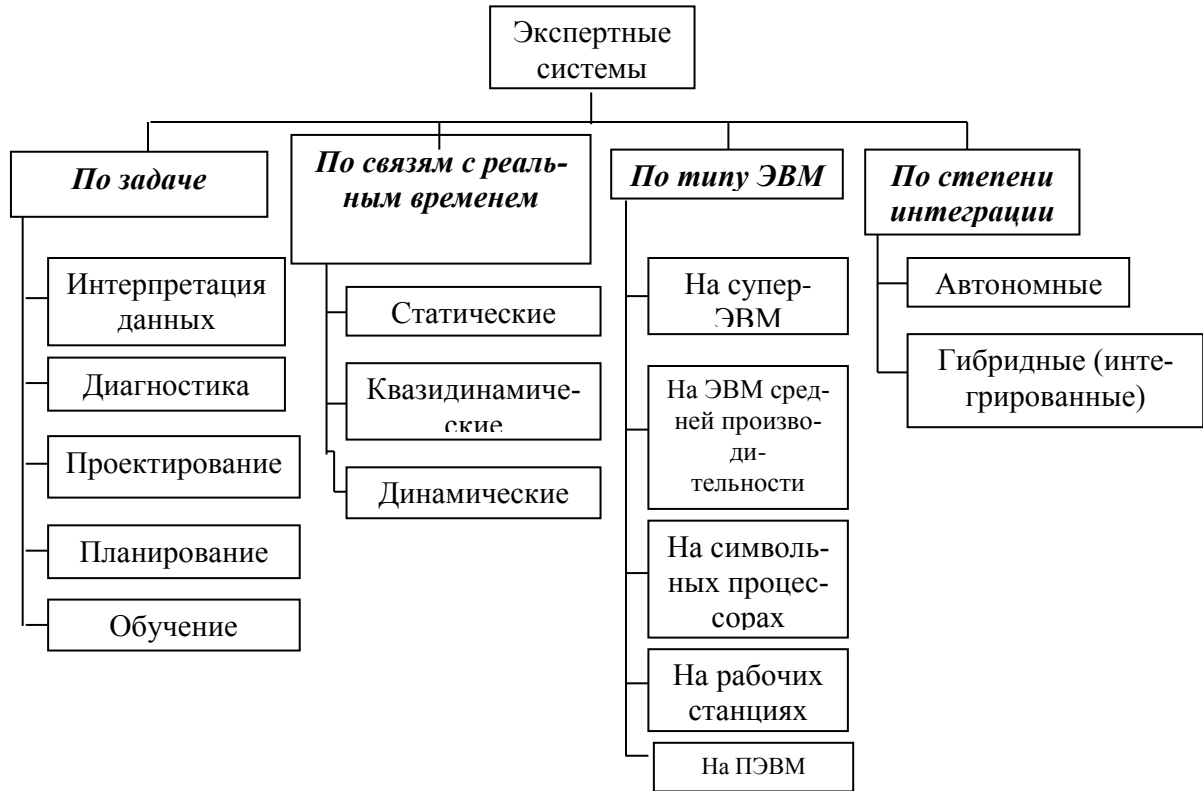 Экспертные
системы
По задаче
Интерпретация
данных
Диагностика
Проектирование
Планирование
Обучение
По связям с реаль-
ным временем
Статические
Квазидинамиче-
ские
Динамические
По типу ЭВМ
На супер-
ЭВМ
На ЭВМ сред-
ней произво-
ди-
тельности
На символь-
ных процес-
сорах
На рабочих
станциях
На ПЭВМ
По степени
интеграции
Автономные
Гибридные (инте-
грированные)